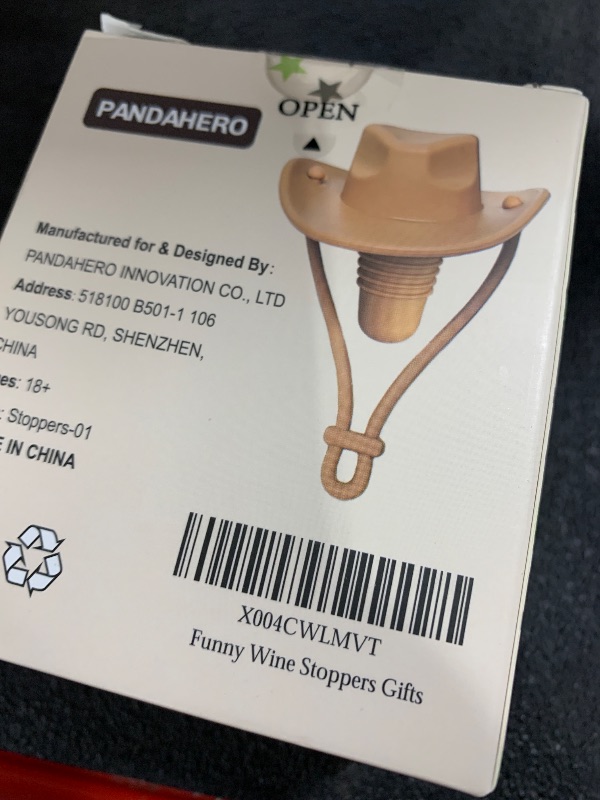 PANDAHERO
OPEN
Manufactured for & Designed By:
PANDAHERO INNOVATION CO., LTD
Address: 518100 B501-1 106
YOUSONG RD, SHENZHEN,
CHINA
es: 18+
: Stoppers-01
E IN CHINA
X004CWLMVT
Funny Wine Stoppers Gifts